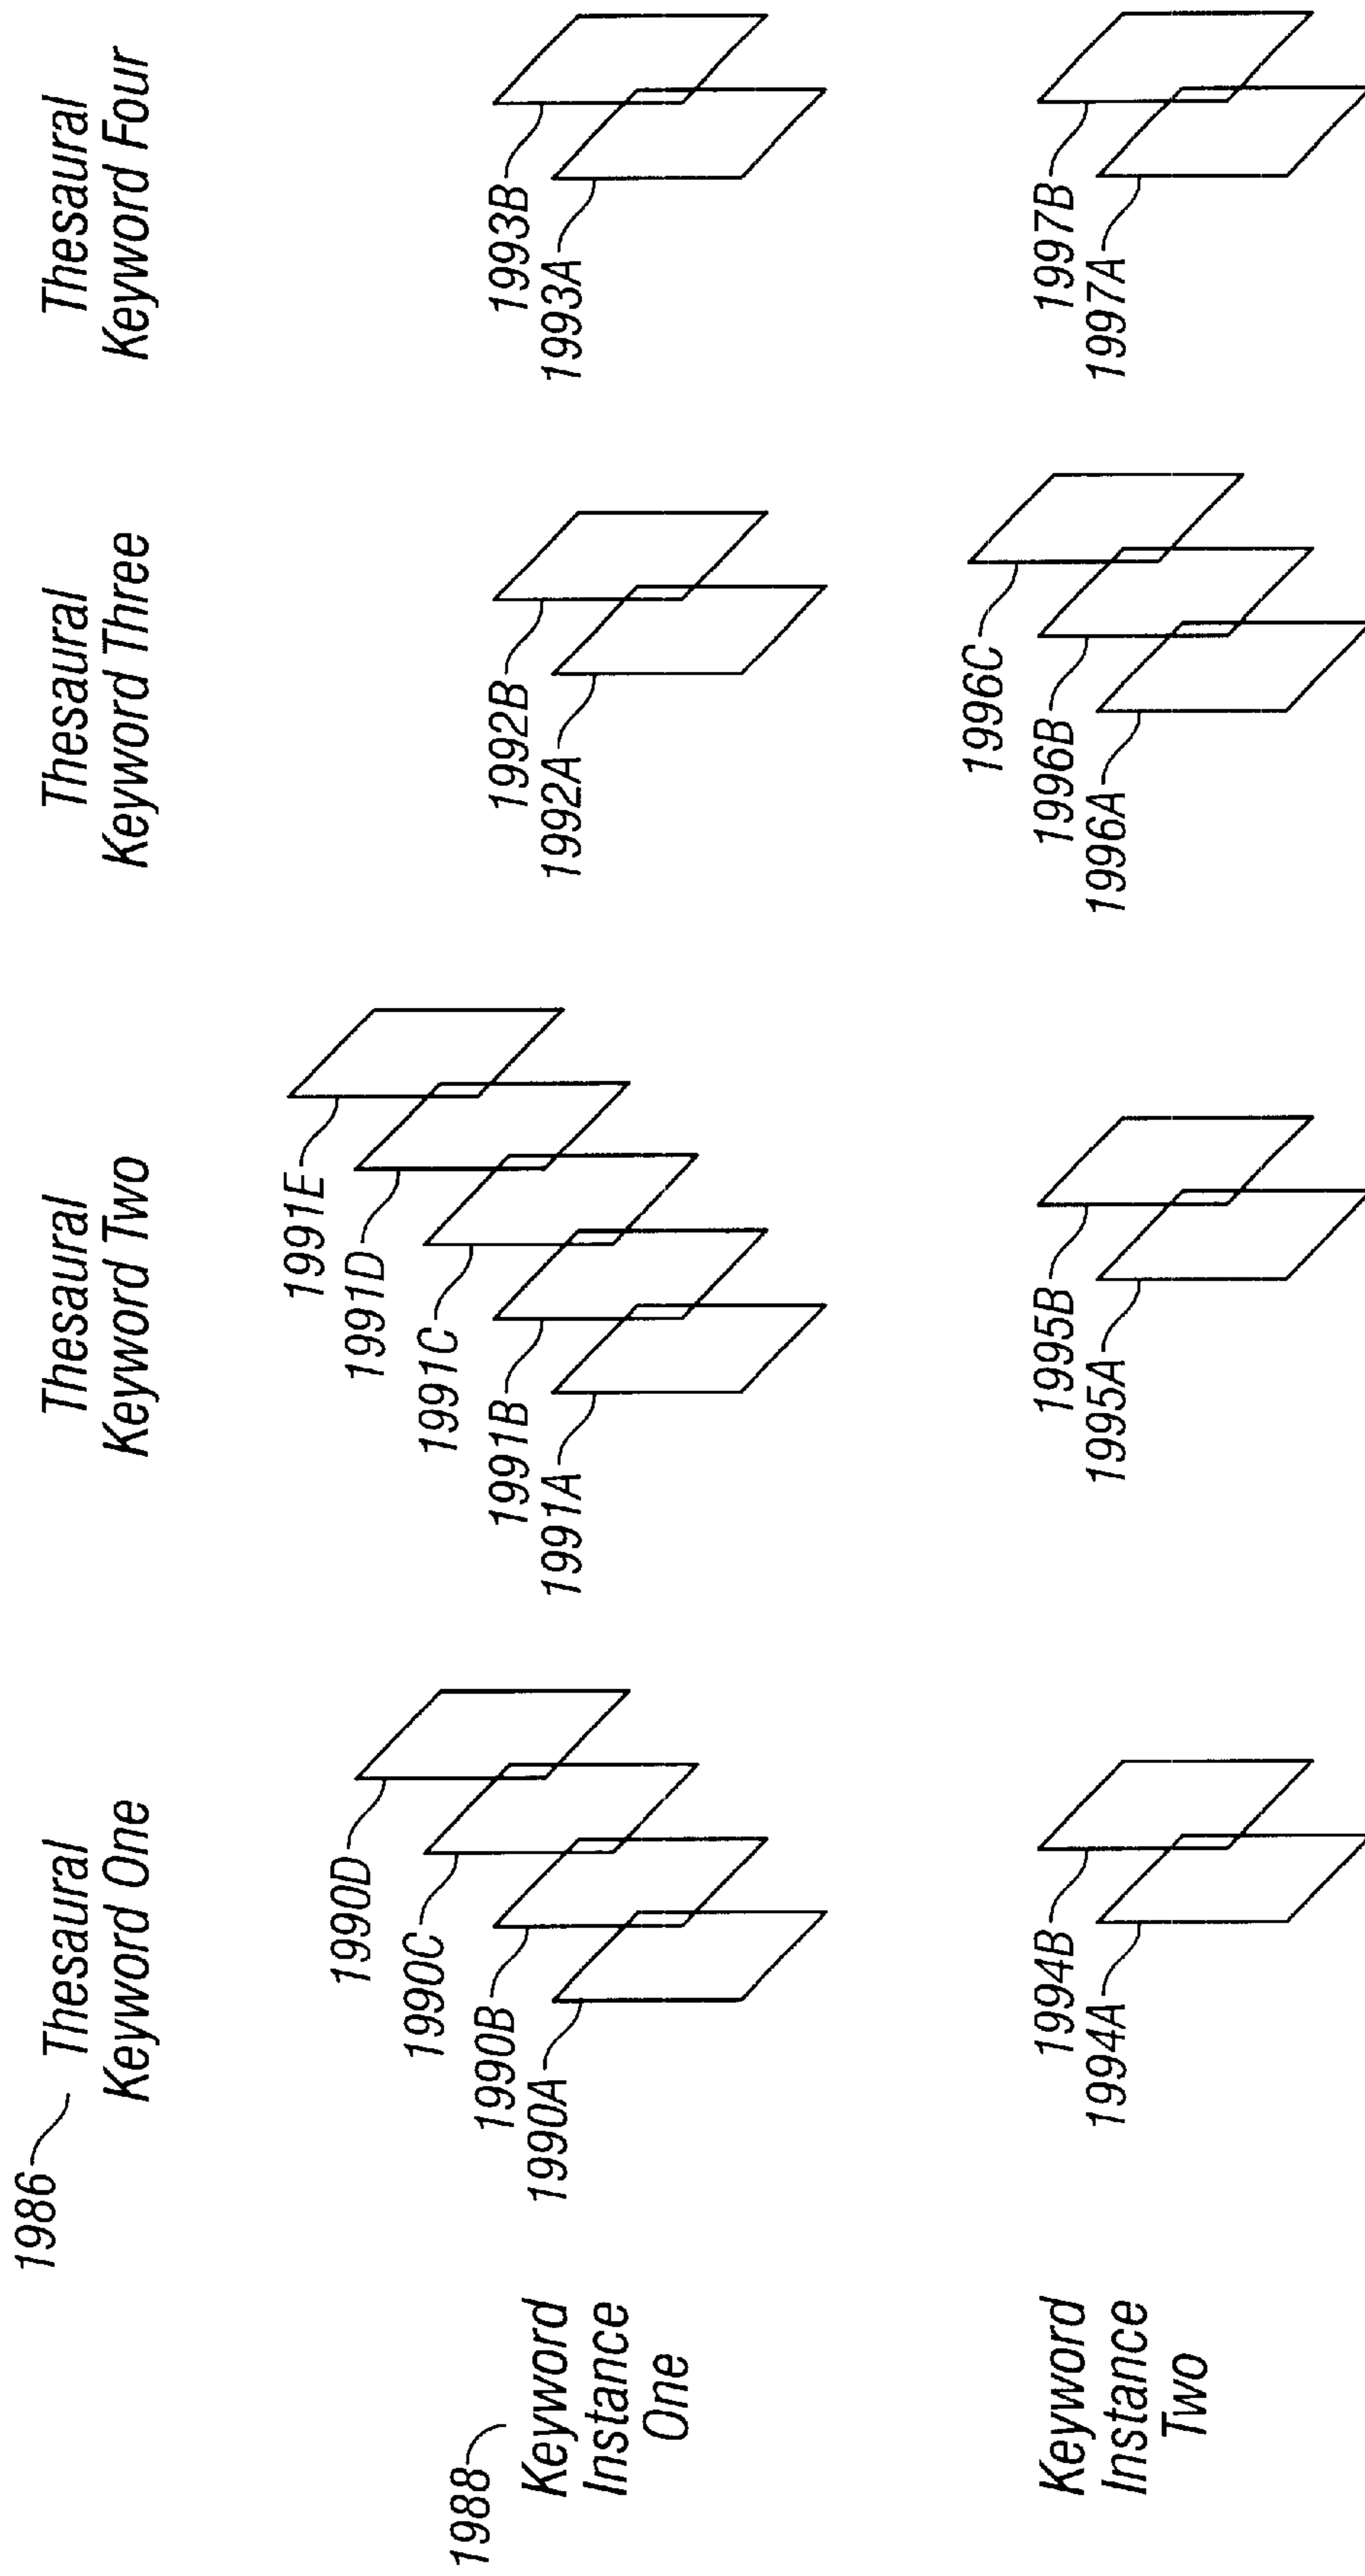 1986
Thesaural
Keyword One
Thesaural
Keyword Two
Thesaural
Keyword Three
Thesaural
Keyword Four
1988
Keyword
Instance
One
1990D
1990C
1990B
1990A
1991E
1991D
1991C
1991B
1991A
1992B
1992A
1993B
1993A
Keyword
Instance
Two
1994B
1994A
1995B
1995A
1996C
1996B
1996A
1997B
1997A